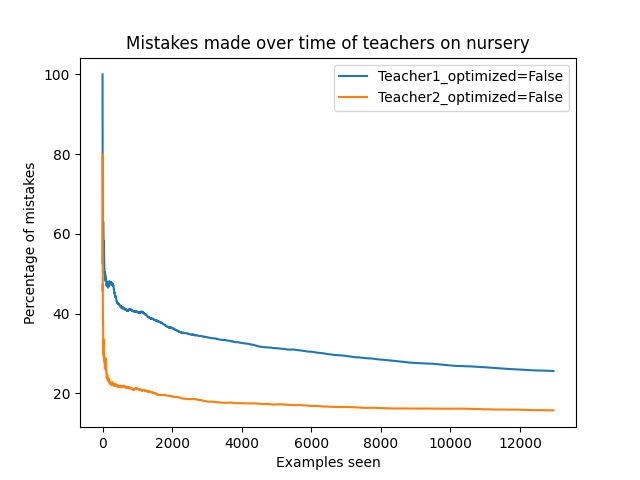 Mistakes made over time of teachers on nursery
Teacher1_optimized=False
Teacher2_optimized=False
Percentage of mistakes
100
80
60
40
20
0 2000 4000 6000 8000 10000 12000
Examples seen